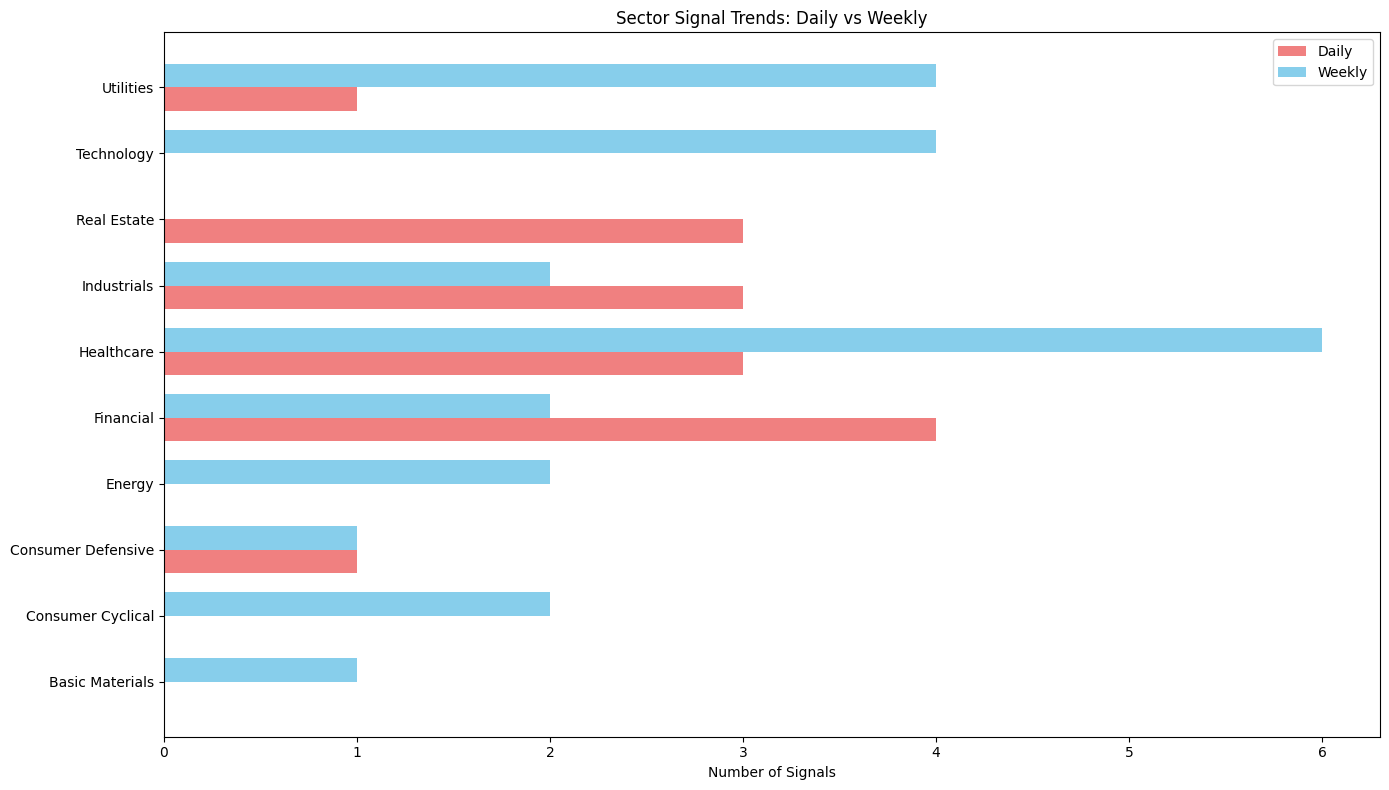 Sector Signal Trends: Daily vs Weekly
Daily
Weekly
Utilities
Technology
Real Estate
Industrials
Healthcare
Financial
Energy
Consumer Defensive
Consumer Cyclical
Basic Materials
0 1 2 3 4 5 6
Number of Signals